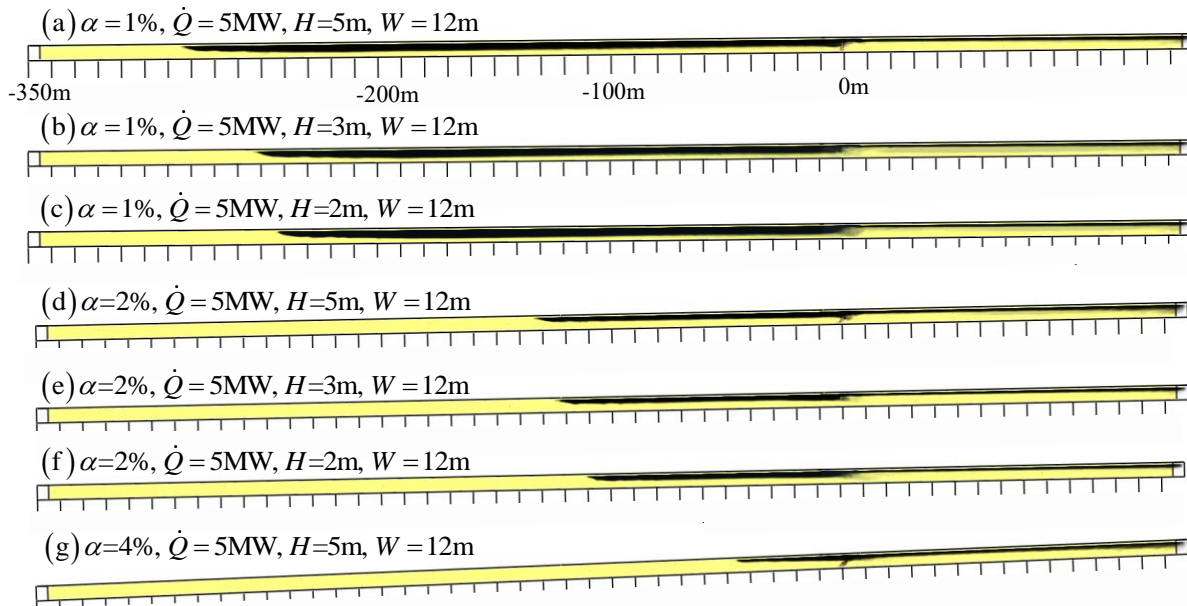 (a) α = 1%, Q̇ = 5MW, H=5m, W = 12m
-350m -200m -100m 0m
(b) α = 1%, Q̇ = 5MW, H=3m, W = 12m
(c) α = 1%, Q̇ = 5MW, H=2m, W = 12m
(d) α=2%, Q̇ = 5MW, H=5m, W = 12m
(e) α=2%, Q̇ = 5MW, H=3m, W = 12m
(f) α=2%, Q̇ = 5MW, H=2m, W = 12m
(g) α=4%, Q̇ = 5MW, H=5m, W = 12m